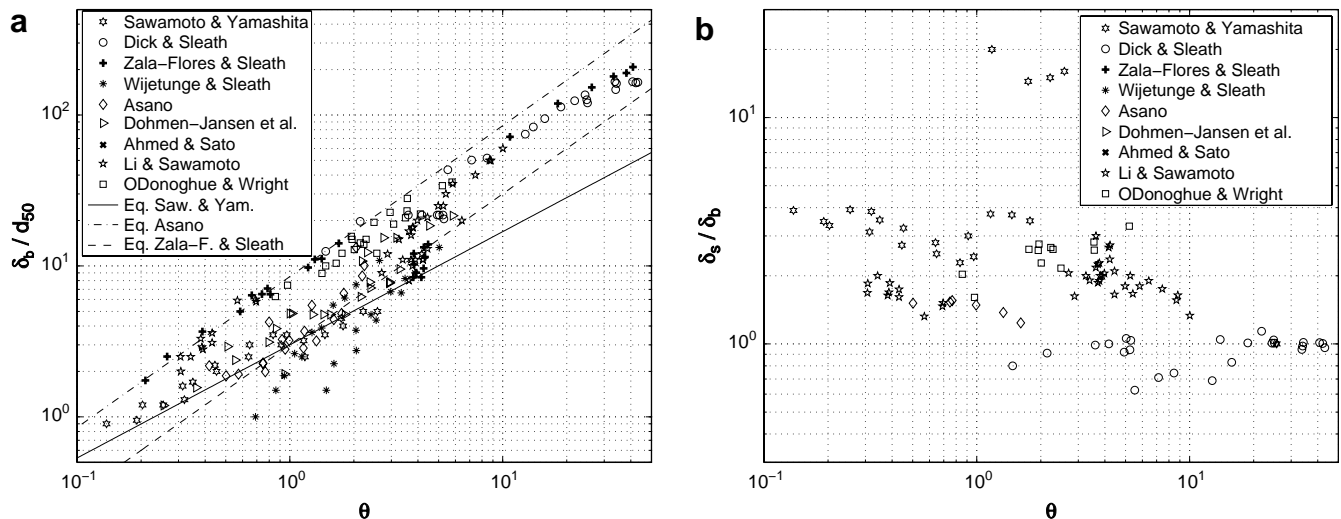 a
Sawamoto & Yamashita
Dick & Sleath
Zala−Flores & Sleath
Wijetunge & Sleath
Asano
Dohmen−Jansen et al.
Ahmed & Sato
Li & Sawamoto
ODonoghue & Wright
Eq. Saw. & Yam.
Eq. Asano
Eq. Zala−F. & Sleath
10²
10¹
10⁰
δb / d50
10⁻¹
10⁰
10¹
θ
b
Sawamoto & Yamashita
Dick & Sleath
Zala−Flores & Sleath
Wijetunge & Sleath
Asano
Dohmen−Jansen et al.
Ahmed & Sato
Li & Sawamoto
ODonoghue & Wright
10¹
10⁰
δs / δb
10⁻¹
10⁰
10¹
θ